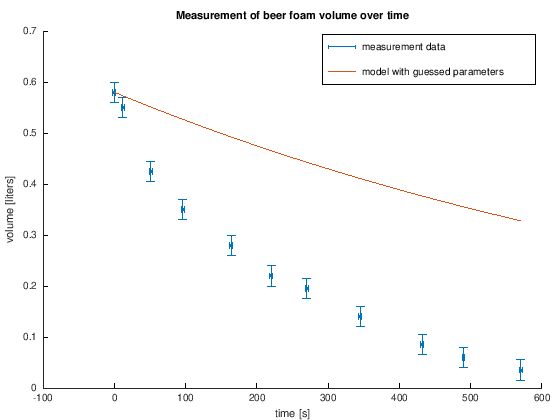 Measurement of beer foam volume over time
0.7
measurement data
model with guessed parameters
0.6
0.5
0.4
volume [liters]
0.3
0.2
0.1
0
-100 0 100 200 300 400 500 600
time [s]